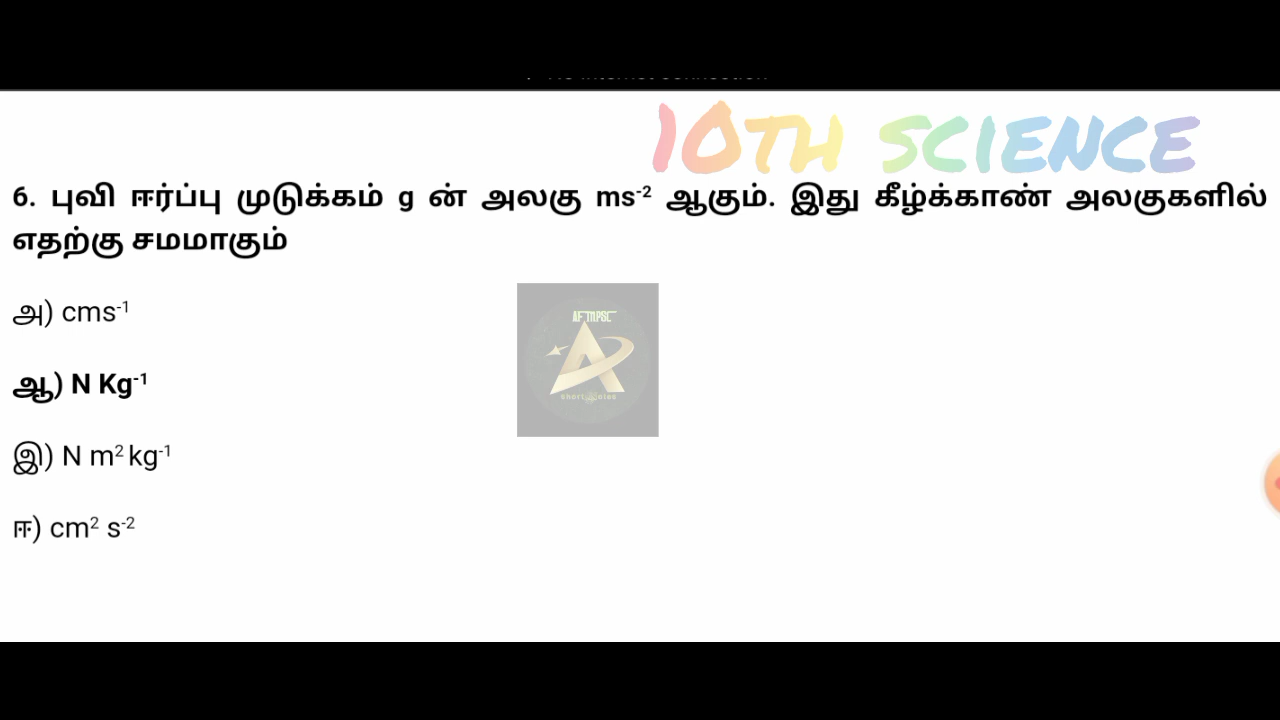 10TH SCIENCE
6. புவி ஈர்ப்பு முடுக்கம் g ன் அலகு ms⁻² ஆகும். இது கீழ்க்காண் அலகுகளில்
எதற்கு சமமாகும்
அ) cms⁻¹
ஆ) N Kg⁻¹
இ) N m² kg⁻¹
ஈ) cm² s⁻²